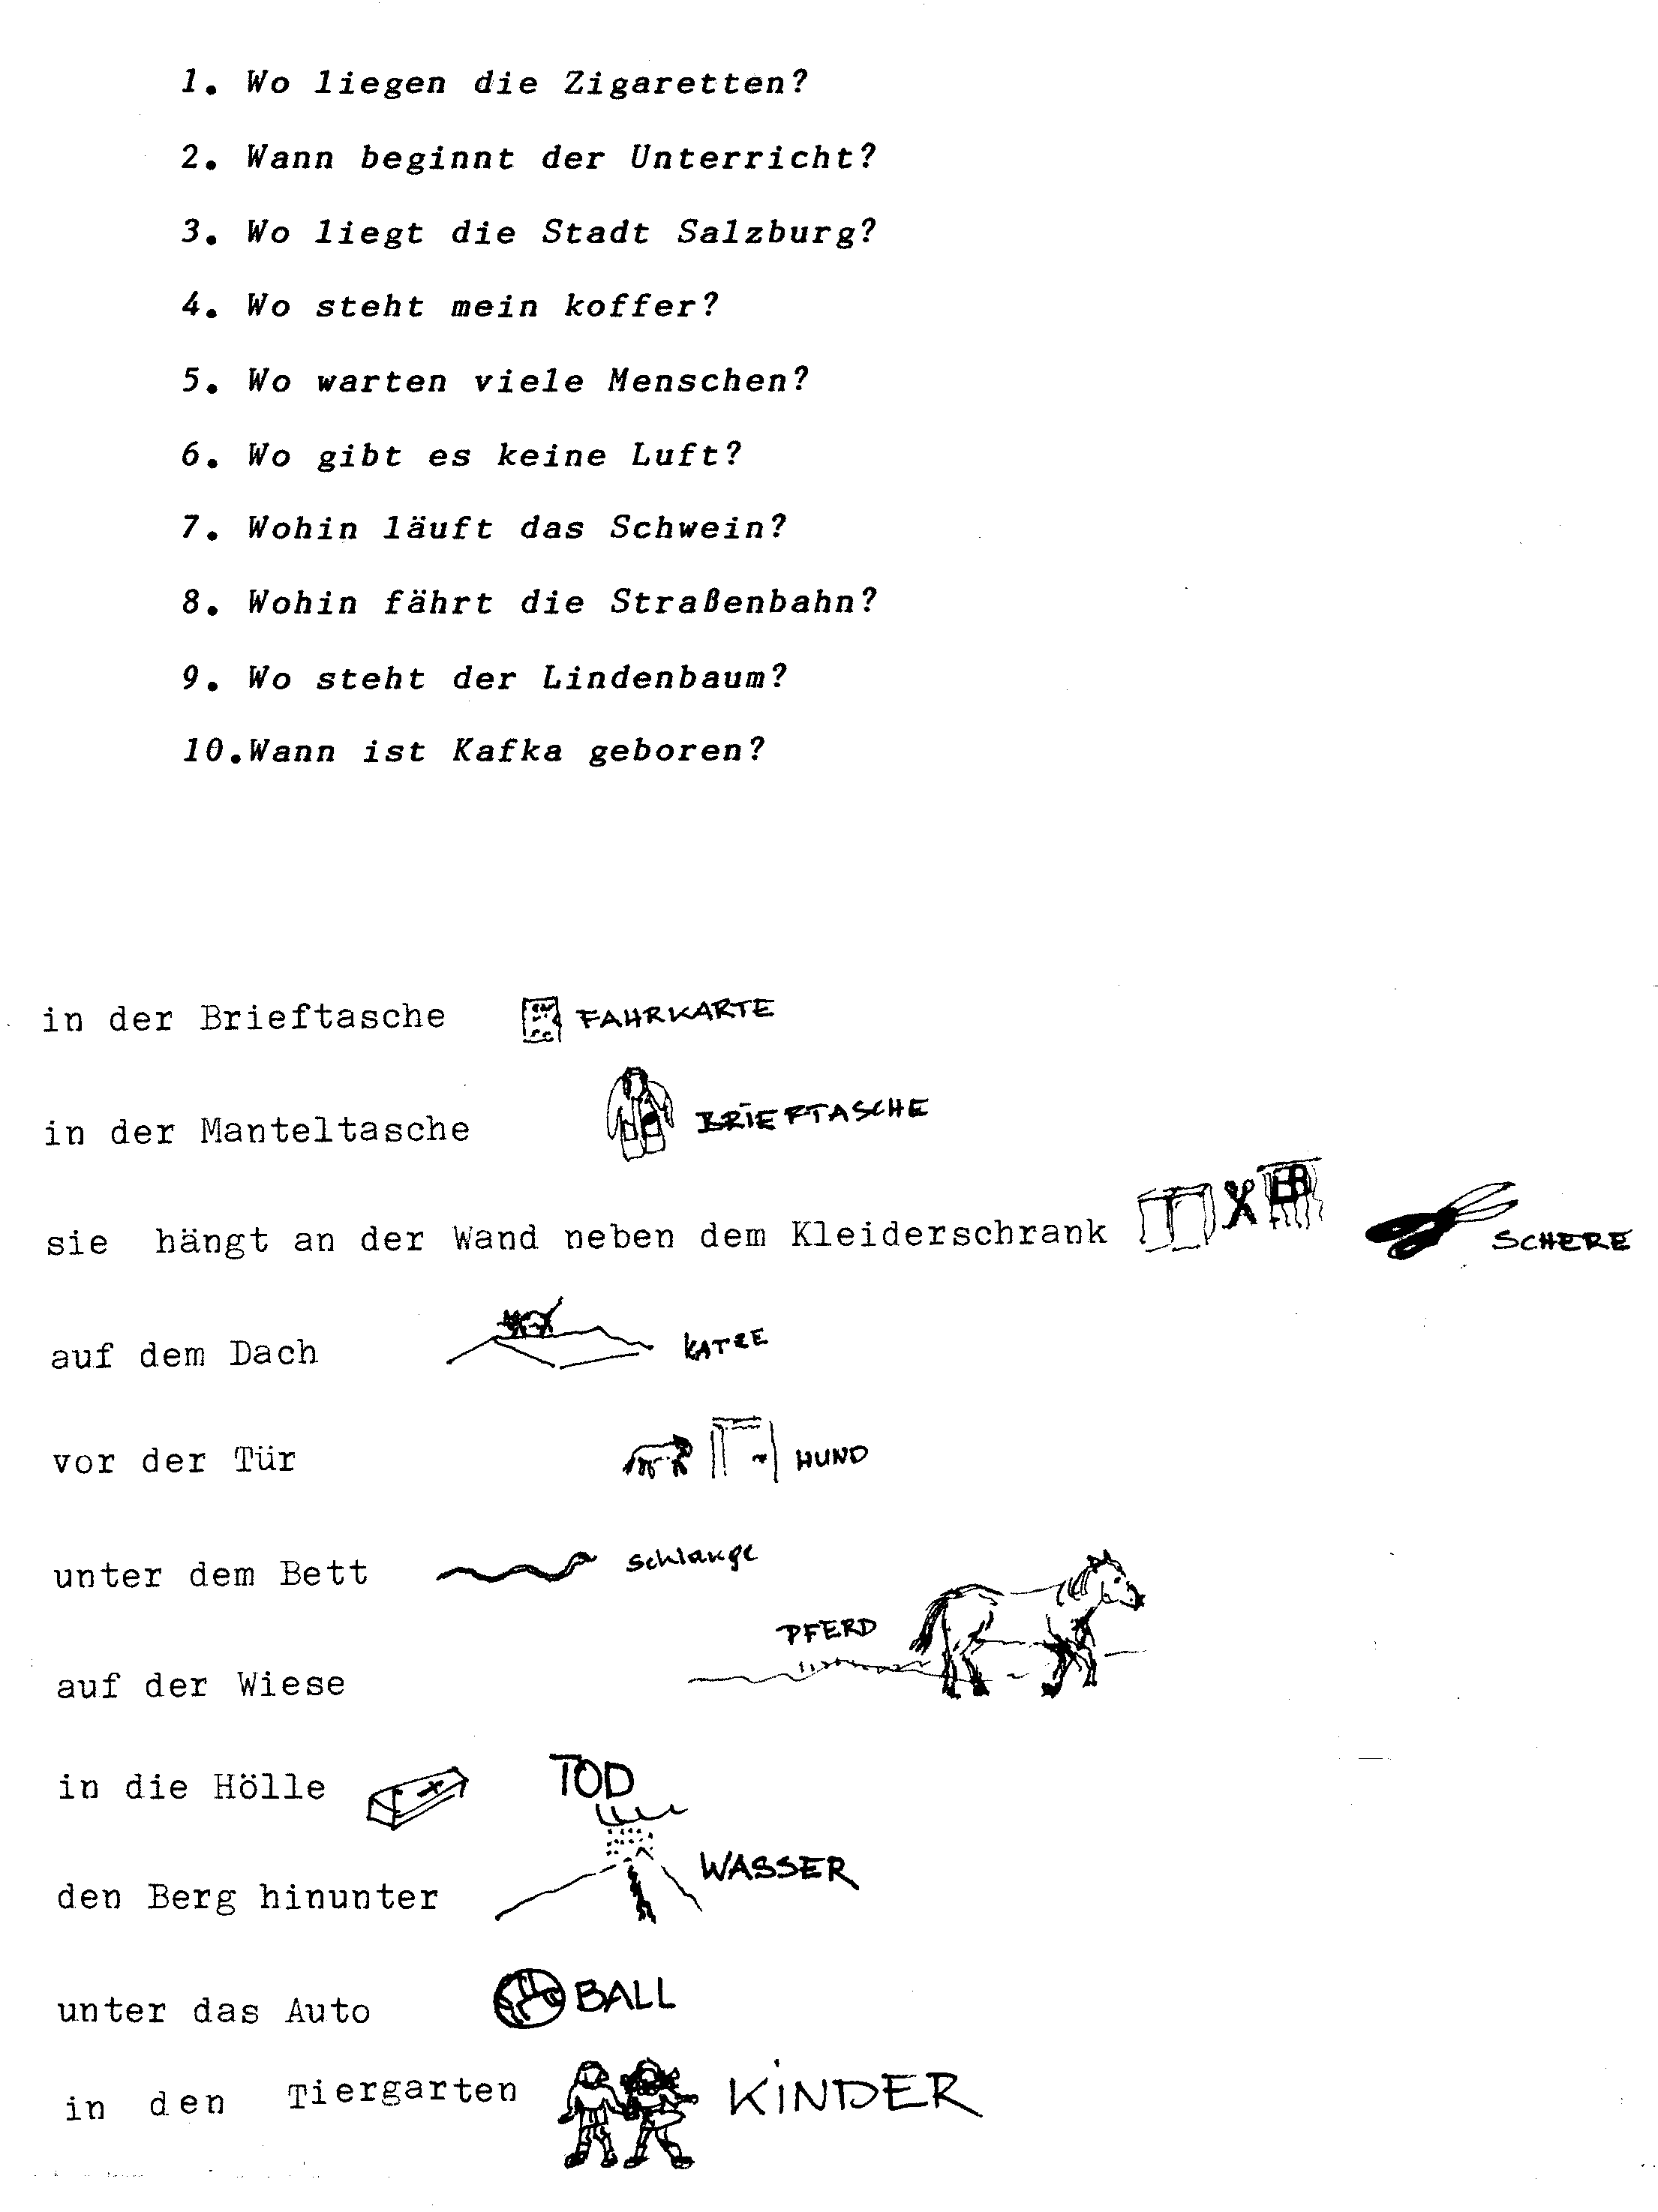 1. Wo liegen die Zigaretten?
2. Wann beginnt der Unterricht?
3. Wo liegt die Stadt Salzburg?
4. Wo steht mein koffer?
5. Wo warten viele Menschen?
6. Wo gibt es keine Luft?
7. Wohin läuft das Schwein?
8. Wohin fährt die Straßenbahn?
9. Wo steht der Lindenbaum?
10. Wann ist Kafka geboren?
in der Brieftasche FAHRKARTE
in der Manteltasche BRIEFTASCHE
sie hängt an der Wand neben dem Kleiderschrank SCHERE
auf dem Dach KATZE
vor der Tür HUND
unter dem Bett Schlange
PFERD
auf der Wiese
in die Hölle TOD
den Berg hinunter WASSER
unter das Auto BALL
in den Tiergarten KINDER